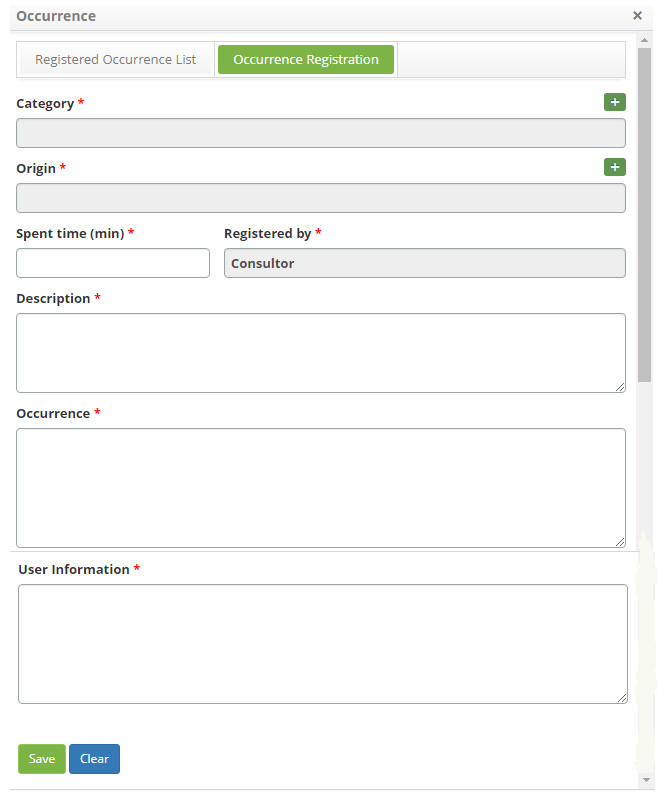 Occurrence ×
Registered Occurrence List Occurrence Registration
Category * +
Origin * +
Spent time (min) * Registered by *
Consultor
Description *
Occurrence *
User Information *
Save Clear